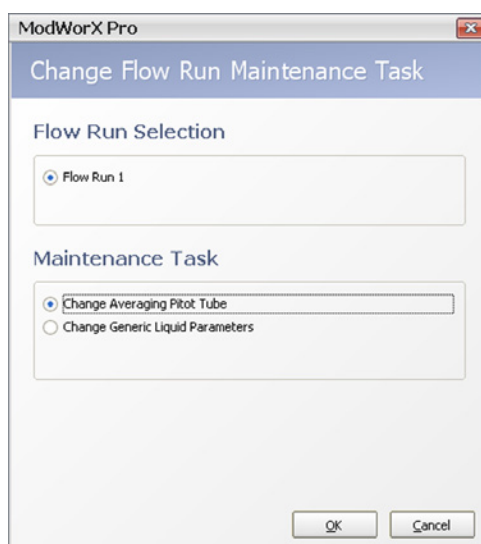 ModWorX Pro
Change Flow Run Maintenance Task
Flow Run Selection
Flow Run 1
Maintenance Task
Change Averaging Pitot Tube
Change Generic Liquid Parameters
OK
Cancel